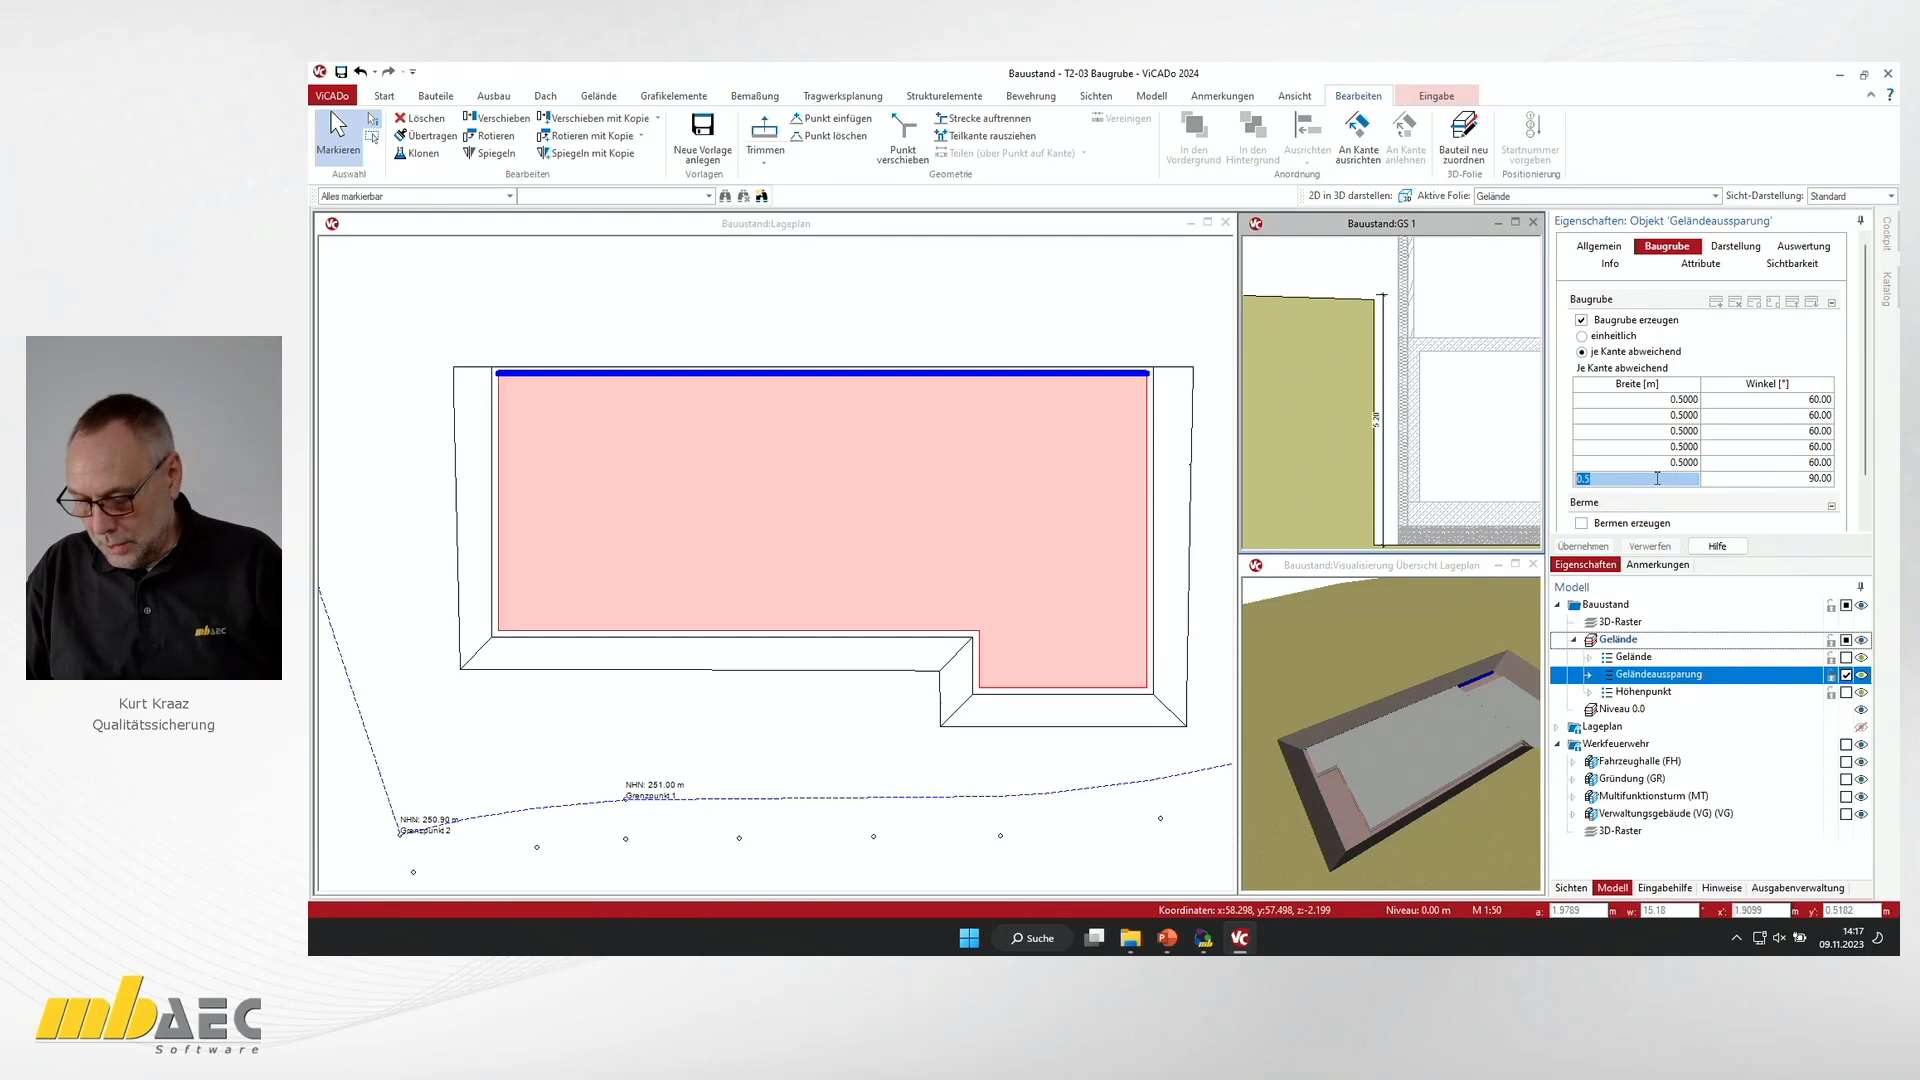 Bauustand - T2-03 Baugrube - ViCADo 2024
ViCADo Start Bauteile Ausbau Dach Gelände Grafikelemente Bemaßung Tragwerksplanung Strukturelemente Bewehrung Sichten Modell Anmerkungen Ansicht Bearbeiten Eingabe
Markieren
Auswahl
Löschen Verschieben Verschieben mit Kopie
Übertragen Rotieren Rotieren mit Kopie
Klonen Spiegeln Spiegeln mit Kopie
Bearbeiten
Neue Vorlage
anlegen
Vorlagen
Trimmen
Punkt einfügen
Punkt löschen
Punkt
verschieben
Strecke auftrennen
Teilkante rausziehen
Teilen (über Punkt auf Kante)
Vereinigen
Geometrie
In den
Vordergrund
In den
Hintergrund
Ausrichten
An Kante
ausrichten
An Kante
anlehnen
Anordnung
Bauteil neu
zuordnen
3D-Folie
Startnummer
vorgeben
Positionierung
Alles markierbar
2D in 3D darstellen: Aktive Folie: Gelände Sicht-Darstellung: Standard
Bauustand:Lageplan
NHN: 251.00 m
Grenzpunkt 1
NHN: 250.90 m
Grenzpunkt 2
Bauustand:GS 1
5.20
Bauustand:Visualisierung Übersicht Lageplan
Eigenschaften: Objekt 'Geländeaussparung'
Allgemein Baugrube Darstellung Auswertung
Info Attribute Sichtbarkeit
Baugrube
Baugrube erzeugen
einheitlich
je Kante abweichend
Je Kante abweichend
Breite [m] Winkel [°]
0.5000 60.00
0.5000 60.00
0.5000 60.00
0.5000 60.00
0.5000 60.00
0.5 90.00
Berme
Bermen erzeugen
Übernehmen Verwerfen Hilfe
Eigenschaften Anmerkungen
Cockpit
Katalog
Modell
Bauustand
3D-Raster
Gelände
Gelände
Geländeaussparung
Höhenpunkt
Niveau 0.0
Lageplan
Werkfeuerwehr
Fahrzeughalle (FH)
Gründung (GR)
Multifunktionsturm (MT)
Verwaltungsgebäude (VG) (VG)
3D-Raster
Sichten Modell Eingabehilfe Hinweise Ausgabenverwaltung
Koordinaten: x:58.298, y:57.498, z:-2.199 Niveau: 0.00 m M 1:50 a: 1.9789 m w: 15.18 ° x': 1.9099 m y': 0.5182 m
Suche
14:17
09.11.2023
Kurt Kraaz
Qualitätssicherung
mb AEC
mb AEC
Software